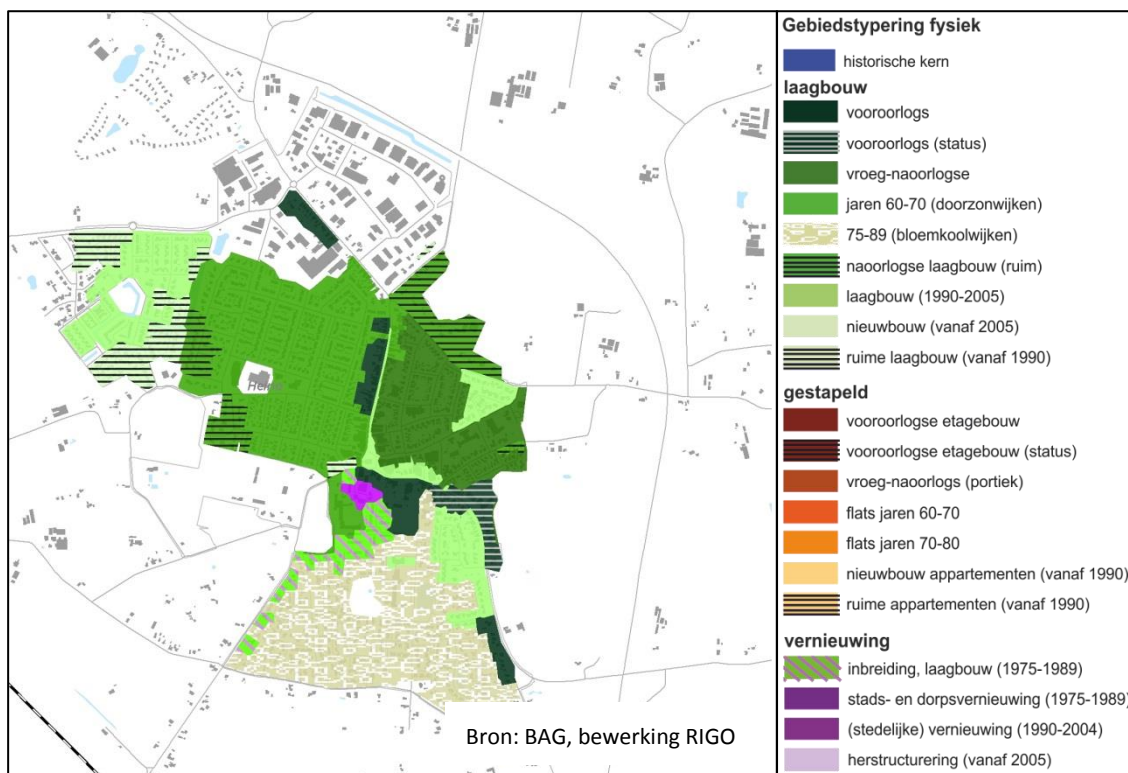 Heino
Bron: BAG, bewerking RIGO
Gebiedstypering fysiek
historische kern
laagbouw
vooroorlogs
vooroorlogs (status)
vroeg-naoorlogse
jaren 60-70 (doorzonwijken)
75-89 (bloemkoolwijken)
naoorlogse laagbouw (ruim)
laagbouw (1990-2005)
nieuwbouw (vanaf 2005)
ruime laagbouw (vanaf 1990)
gestapeld
vooroorlogse etagebouw
vooroorlogse etagebouw (status)
vroeg-naoorlogs (portiek)
flats jaren 60-70
flats jaren 70-80
nieuwbouw appartementen (vanaf 1990)
ruime appartementen (vanaf 1990)
vernieuwing
inbreiding, laagbouw (1975-1989)
stads- en dorpsvernieuwing (1975-1989)
(stedelijke) vernieuwing (1990-2004)
herstructurering (vanaf 2005)